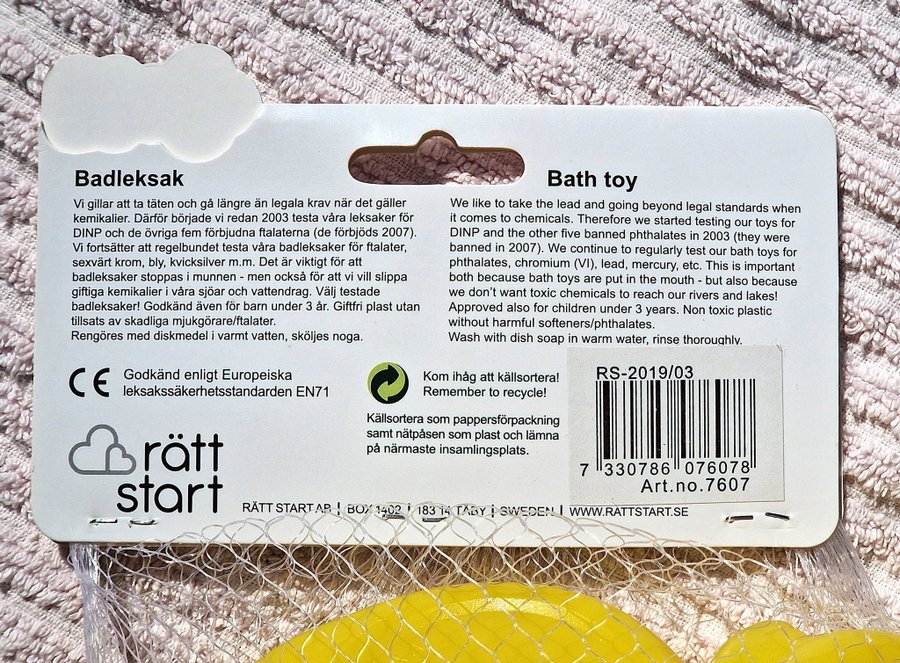 Badleksak
Vi gillar att ta täten och gå längre än legala krav när det gäller
kemikalier. Därför började vi redan 2003 testa våra leksaker för
DINP och de övriga fem förbjudna ftalaterna (de förbjöds 2007).
Vi fortsätter att regelbundet testa våra badleksaker för ftalater,
sexvärt krom, bly, kvicksilver m.m. Det är viktigt för att
badleksaker stoppas i munnen - men också för att vi vill slippa
giftiga kemikalier i våra sjöar och vattendrag. Välj testade
badleksaker! Godkänd även för barn under 3 år. Giftfri plast utan
tillsats av skadliga mjukgörare/ftalater.
Rengöres med diskmedel i varmt vatten, sköljes noga.
Bath toy
We like to take the lead and going beyond legal standards when
it comes to chemicals. Therefore we started testing our toys for
DINP and the other five banned phthalates in 2003 (they were
banned in 2007). We continue to regularly test our bath toys for
phthalates, chromium (VI), lead, mercury, etc. This is important
both because bath toys are put in the mouth - but also because
we don't want toxic chemicals to reach our rivers and lakes!
Approved also for children under 3 years. Non toxic plastic
without harmful softeners/phthalates.
Wash with dish soap in warm water, rinse thoroughly.
CE
Godkänd enligt Europeiska
leksakssäkerhetsstandarden EN71
Kom ihåg att källsortera!
Remember to recycle!
Källsortera som pappersförpackning
samt nätpåsen som plast och lämna
på närmaste insamlingsplats.
RS-2019/03
7 330786 076078
Art.no.7607
rätt
start
RÄTT START AB | BOX 1402 | 183 14 TÄBY | SWEDEN | WWW.RATTSTART.SE